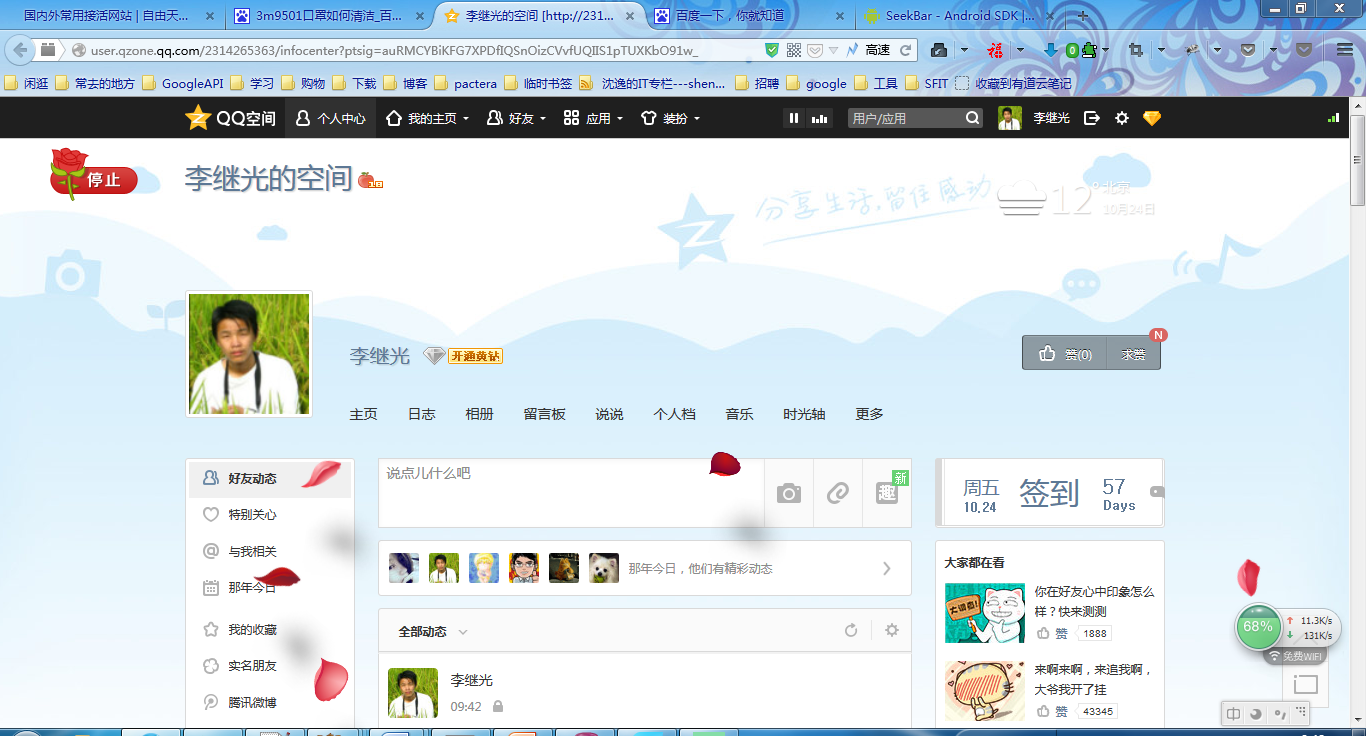 国内外常用接活网站 | 自由天...
3m9501口罩如何清洁_百...
李继光的空间 [http://231...
百度一下，你就知道
SeekBar - Android SDK |...
user.qzone.qq.com/2314265363/infocenter?ptsig=auRMCYBiKFG7XPDfIQSnOizCVvfUQIIS1pTUXKbO91w_
高速
0
闲逛
常去的地方
GoogleAPI
学习
购物
下载
博客
pactera
临时书签
沈逸的IT专栏---shen...
招聘
google
工具
SFIT
收藏到有道云笔记
QQ空间
个人中心
我的主页
好友
应用
装扮
用户/应用
李继光
停止
李继光的空间
分享生活,留住感动
12°
北京
10月24日
李继光
开通黄钻
赞(0)
求赞
N
主页
日志
相册
留言板
说说
个人档
音乐
时光轴
更多
好友动态
特别关心
与我相关
那年今日
我的收藏
实名朋友
腾讯微博
说点儿什么吧
趣
新
那年今日，他们有精彩动态
全部动态
李继光
09:42
周五
10.24
签到
57
Days
大家都在看
你在好友心中印象怎么
样？快来测测
赞
1888
来啊来啊，来追我啊，
大爷我开了挂
赞
43345
68%
11.3K/s
131K/s
免费WIFI